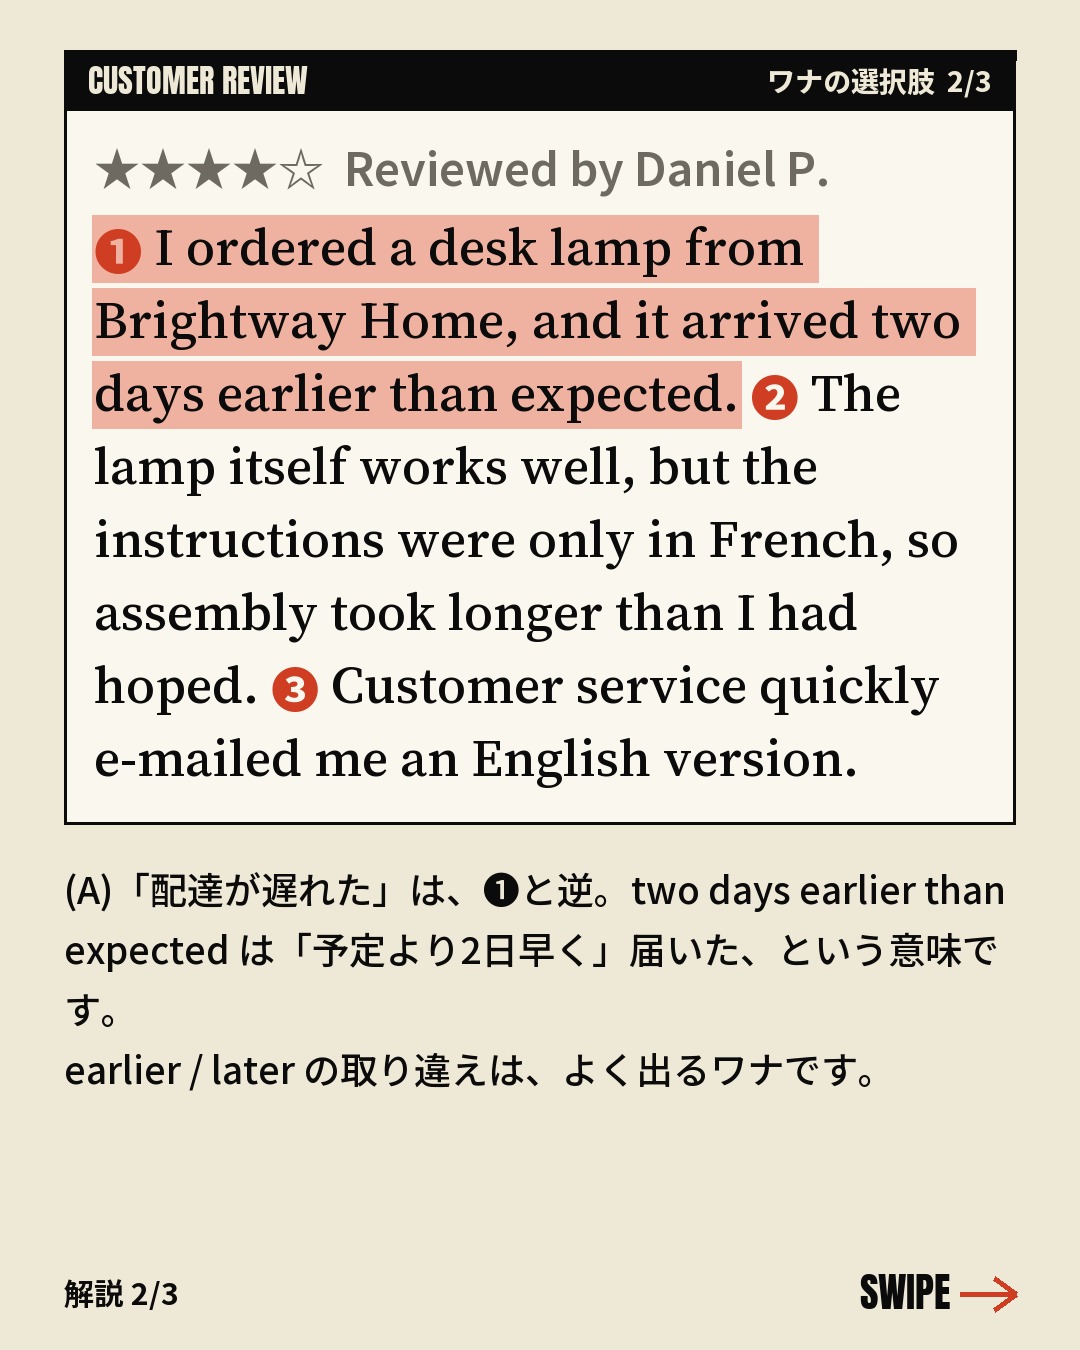 CUSTOMER REVIEW
ワナの選択肢 2/3
★★★★☆ Reviewed by Daniel P.
❶ I ordered a desk lamp from
Brightway Home, and it arrived two
days earlier than expected. ❷ The
lamp itself works well, but the
instructions were only in French, so
assembly took longer than I had
hoped. ❸ Customer service quickly
e-mailed me an English version.
(A)「配達が遅れた」は、❶と逆。two days earlier than
expected は「予定より2日早く」届いた、という意味で
す。
earlier / later の取り違えは、よく出るワナです。
解説 2/3
SWIPE →